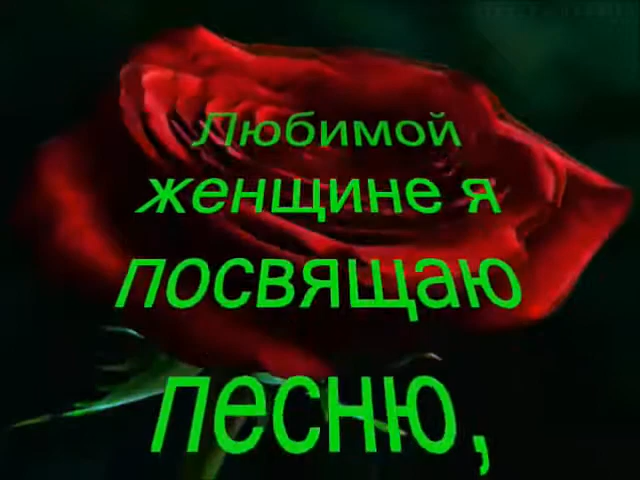 Любимой
женщине я
посвящаю
песню,